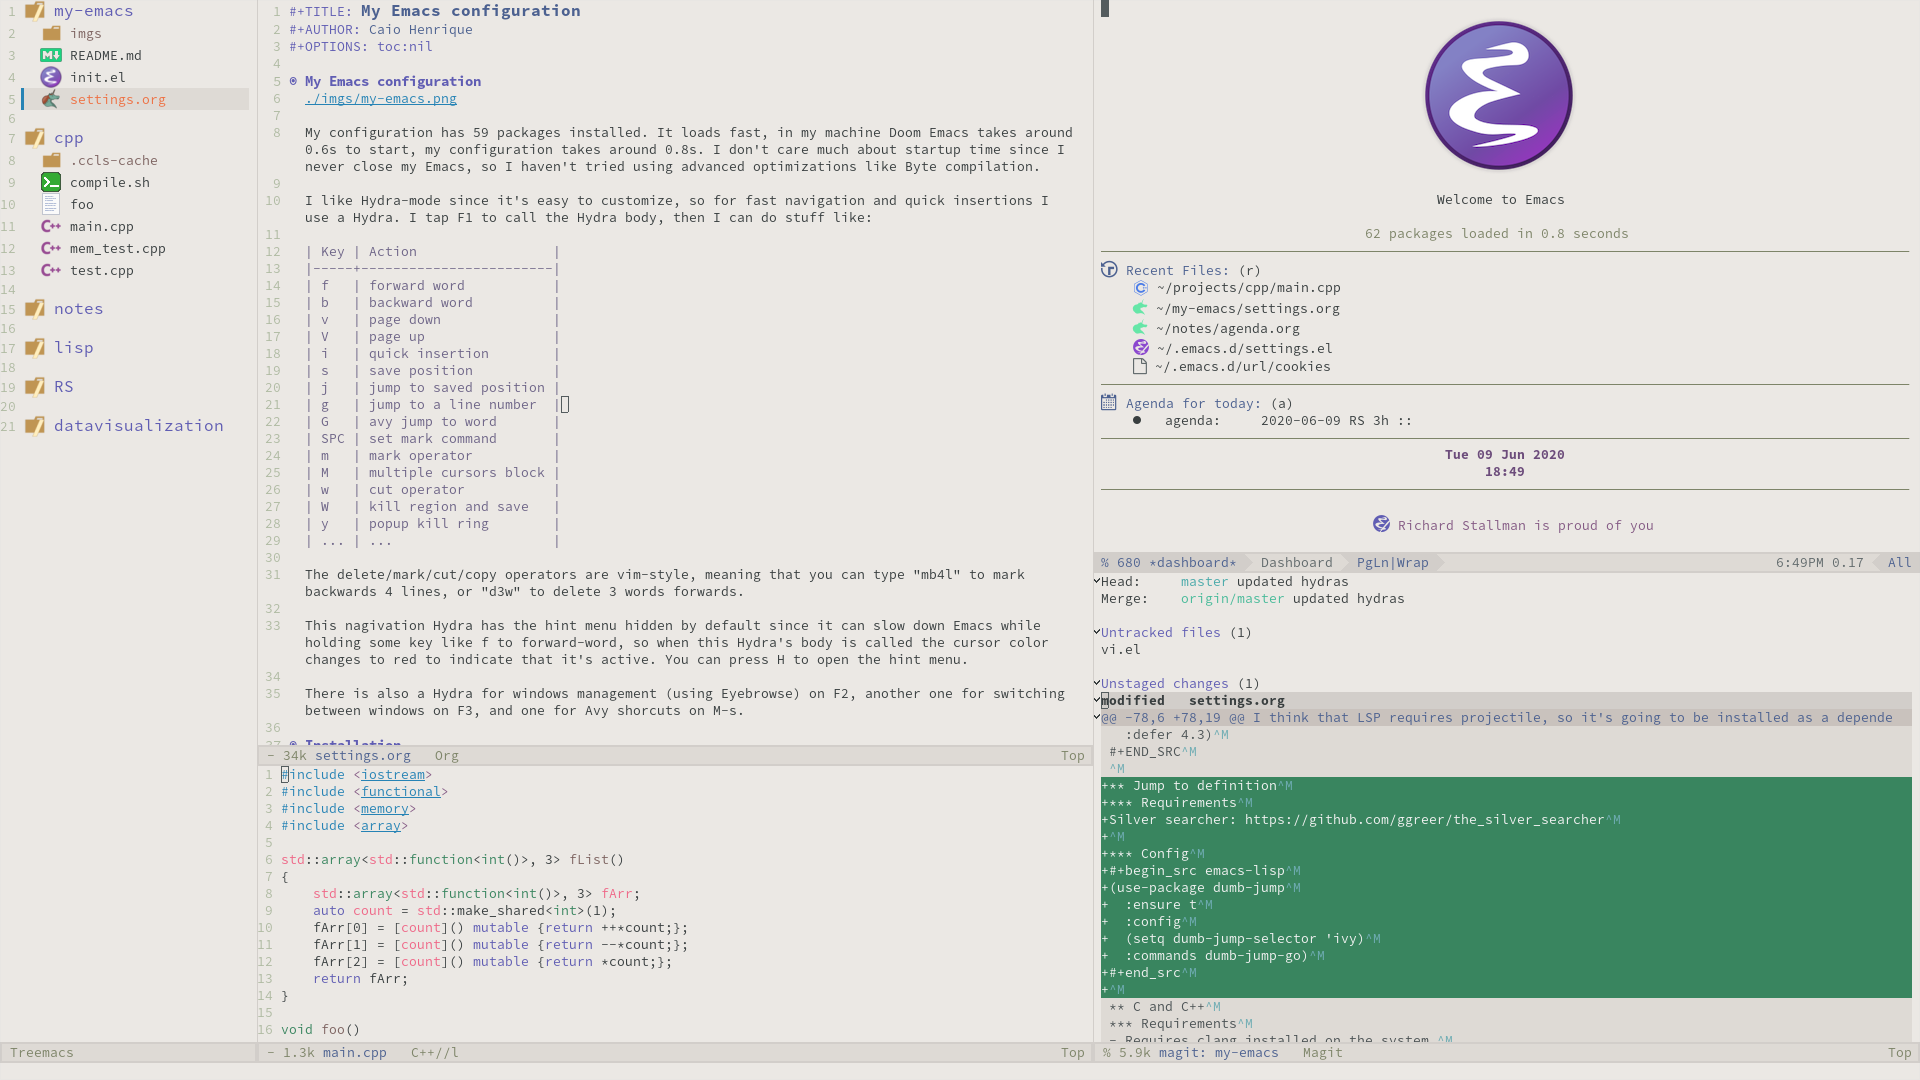 1 my-emacs
2 imgs
3 README.md
4 init.el
5 settings.org
6
7 cpp
8 .ccls-cache
9 compile.sh
10 foo
11 main.cpp
12 mem_test.cpp
13 test.cpp
14
15 notes
16
17 lisp
18
19 RS
20
21 datavisualization
Treemacs
1 #+TITLE: My Emacs configuration
2 #+AUTHOR: Caio Henrique
3 #+OPTIONS: toc:nil
4
5 My Emacs configuration
6 ./imgs/my-emacs.png
7
8 My configuration has 59 packages installed. It loads fast, in my machine Doom Emacs takes around
0.6s to start, my configuration takes around 0.8s. I don't care much about startup time since I
never close my Emacs, so I haven't tried using advanced optimizations like Byte compilation.
9
10 I like Hydra-mode since it's easy to customize, so for fast navigation and quick insertions I
use a Hydra. I tap F1 to call the Hydra body, then I can do stuff like:
11
12 | Key | Action |
13 |-----+------------------------|
14 | f | forward word |
15 | b | backward word |
16 | v | page down |
17 | V | page up |
18 | i | quick insertion |
19 | s | save position |
20 | j | jump to saved position |
21 | g | jump to a line number |
22 | G | avy jump to word |
23 | SPC | set mark command |
24 | m | mark operator |
25 | M | multiple cursors block |
26 | w | cut operator |
27 | W | kill region and save |
28 | y | popup kill ring |
29 | ... | ... |
30
31 The delete/mark/cut/copy operators are vim-style, meaning that you can type "mb4l" to mark
backwards 4 lines, or "d3w" to delete 3 words forwards.
32
33 This nagivation Hydra has the hint menu hidden by default since it can slow down Emacs while
holding some key like f to forward-word, so when this Hydra's body is called the cursor color
changes to red to indicate that it's active. You can press H to open the hint menu.
34
35 There is also a Hydra for windows management (using Eyebrowse) on F2, another one for switching
between windows on F3, and one for Avy shorcuts on M-s.
36
37 Installation
- 34k settings.org Org Top
1 #include <iostream>
2 #include <functional>
3 #include <memory>
4 #include <array>
5
6 std::array<std::function<int()>, 3> fList()
7 {
8 std::array<std::function<int()>, 3> fArr;
9 auto count = std::make_shared<int>(1);
10 fArr[0] = [count]() mutable {return ++*count;};
11 fArr[1] = [count]() mutable {return --*count;};
12 fArr[2] = [count]() mutable {return *count;};
13 return fArr;
14 }
15
16 void foo()
- 1.3k main.cpp C++//l Top
Welcome to Emacs
62 packages loaded in 0.8 seconds
Recent Files: (r)
~/projects/cpp/main.cpp
~/my-emacs/settings.org
~/notes/agenda.org
~/.emacs.d/settings.el
~/.emacs.d/url/cookies
Agenda for today: (a)
agenda: 2020-06-09 RS 3h ::
Tue 09 Jun 2020
18:49
Richard Stallman is proud of you
% 680 *dashboard* Dashboard PgLn|Wrap 6:49PM 0.17 All
Head: master updated hydras
Merge: origin/master updated hydras
Untracked files (1)
vi.el
Unstaged changes (1)
modified settings.org
@@ -78,6 +78,19 @@ I think that LSP requires projectile, so it's going to be installed as a depende
:defer 4.3)^M
#+END_SRC^M
^M
+** Jump to definition^M
+*** Requirements^M
+Silver searcher: https://github.com/ggreer/the_silver_searcher^M
+^M
+*** Config^M
+#+begin_src emacs-lisp^M
+(use-package dumb-jump^M
+ :ensure t^M
+ :config^M
+ (setq dumb-jump-selector 'ivy)^M
+ :commands dumb-jump-go)^M
+#+end_src^M
+^M
** C and C++^M
*** Requirements^M
- Requires clang installed on the system.^M
% 5.9k magit: my-emacs Magit Top